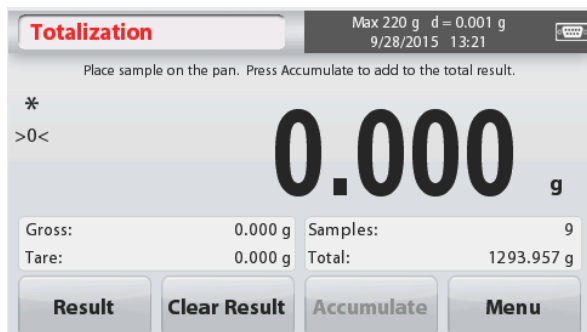 Totalization
Max 220 g d = 0.001 g
9/28/2015 13:21
Place sample on the pan. Press Accumulate to add to the total result.
*
>0<
0.000 g
Gross: 0.000 g Samples: 9
Tare: 0.000 g Total: 1293.957 g
Result Clear Result Accumulate Menu